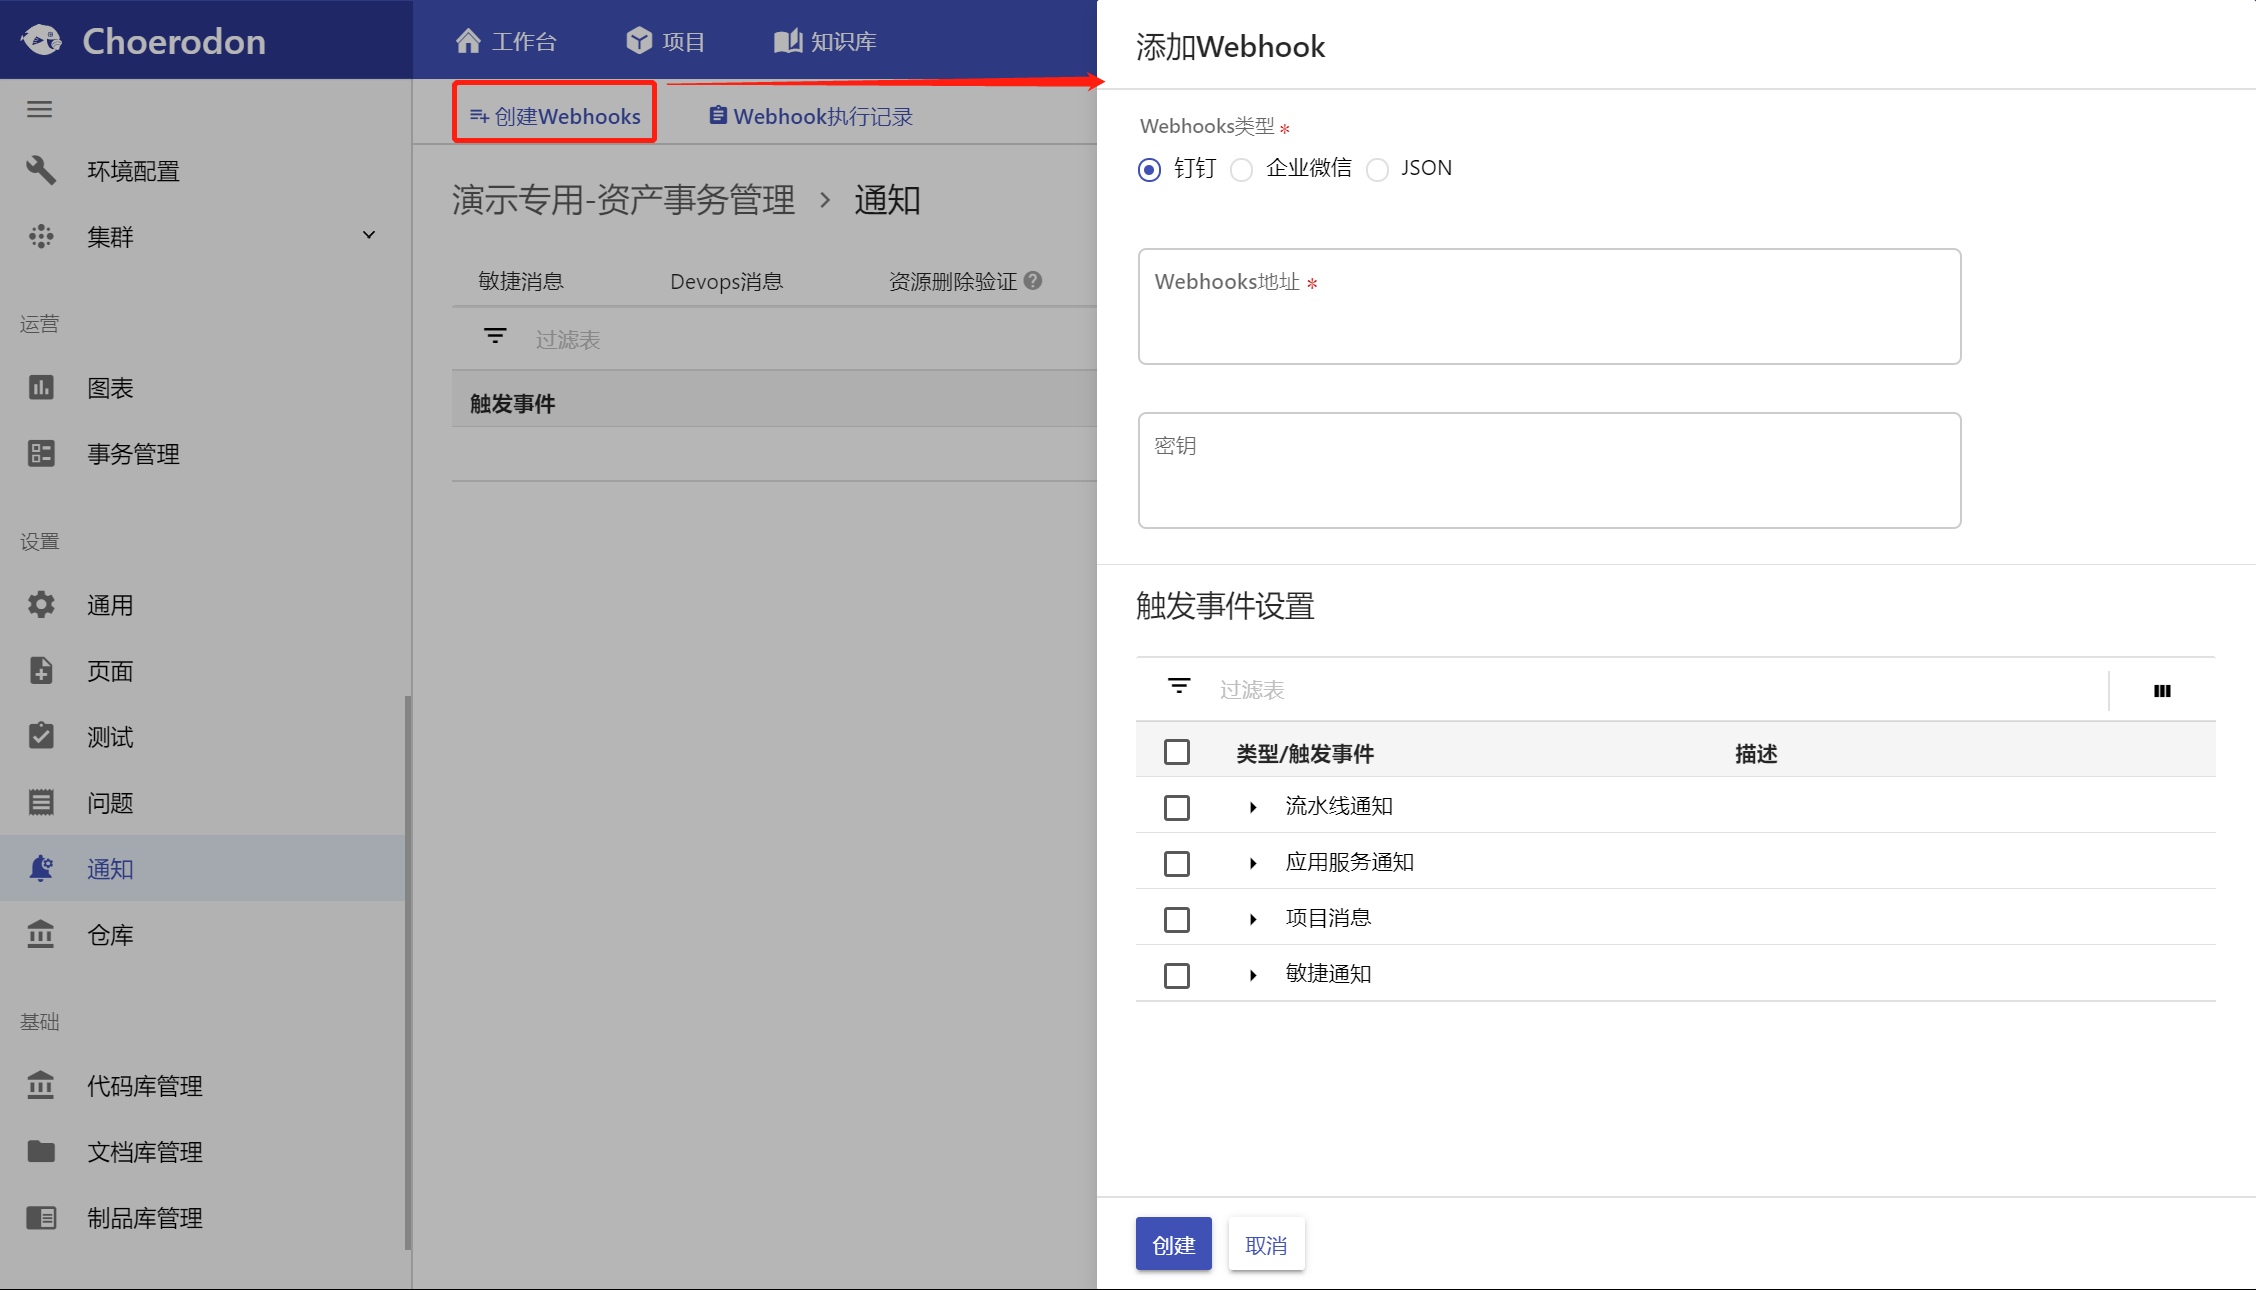 Choerodon
工作台
项目
知识库
环境配置
集群
运营
图表
事务管理
设置
通用
页面
测试
问题
通知
仓库
基础
代码库管理
文档库管理
制品库管理
创建Webhooks
Webhook执行记录
演示专用-资产事务管理 > 通知
敏捷消息
Devops消息
资源删除验证
过滤表
触发事件
添加Webhook
Webhooks类型 *
钉钉
企业微信
JSON
Webhooks地址 *
密钥
触发事件设置
过滤表
类型/触发事件
描述
流水线通知
应用服务通知
项目消息
敏捷通知
创建
取消